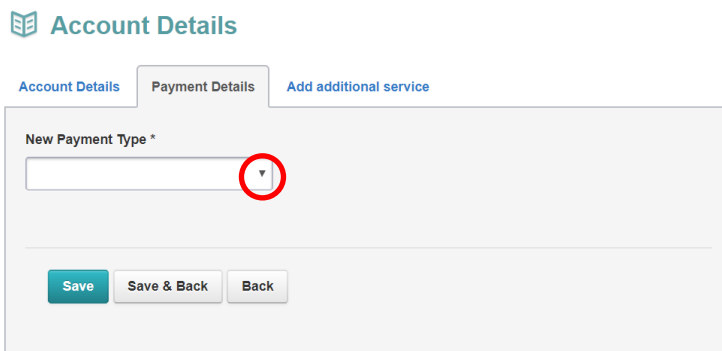 Account Details
Account Details Payment Details Add additional service
New Payment Type *
Save Save & Back Back